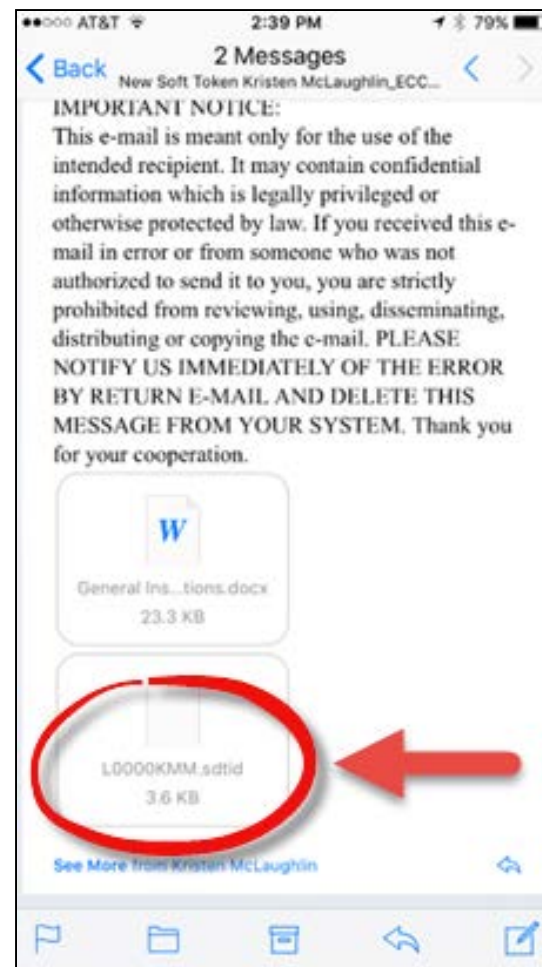 AT&T 2:39 PM 79%
Back 2 Messages
New Soft Token Kristen McLaughlin_ECC...
IMPORTANT NOTICE:
This e-mail is meant only for the use of the
intended recipient. It may contain confidential
information which is legally privileged or
otherwise protected by law. If you received this e-
mail in error or from someone who was not
authorized to send it to you, you are strictly
prohibited from reviewing, using, disseminating,
distributing or copying the e-mail. PLEASE
NOTIFY US IMMEDIATELY OF THE ERROR
BY RETURN E-MAIL AND DELETE THIS
MESSAGE FROM YOUR SYSTEM. Thank you
for your cooperation.
W
General Ins...tions.docx
23.3 KB
L0000KMM.sdtid
3.6 KB
See More from Kristen McLaughlin